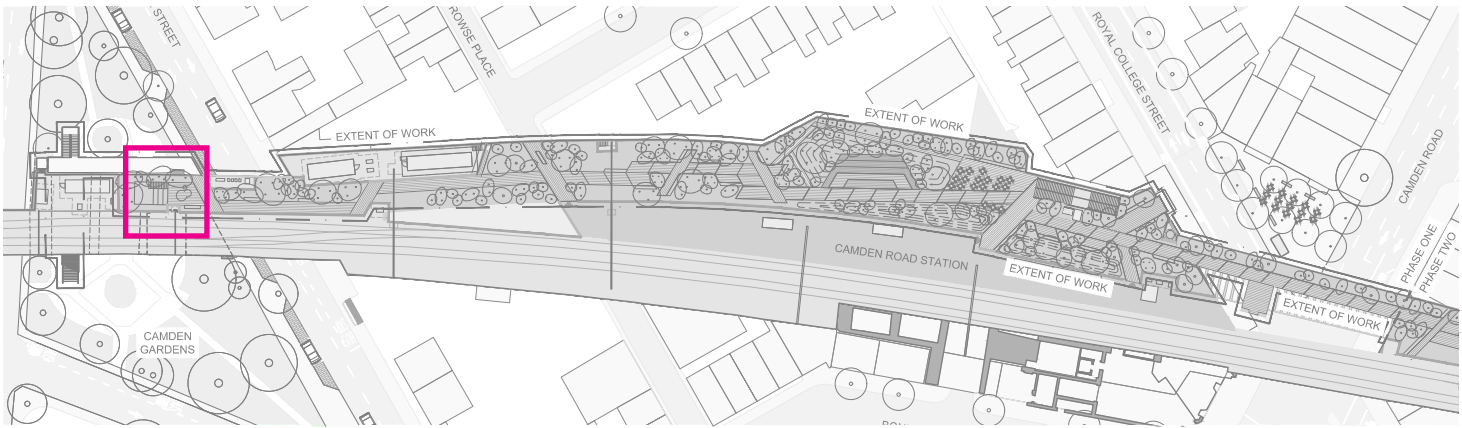 STREET
ROWSE PLACE
EXTENT OF WORK
EXTENT OF WORK
ROYAL COLLEGE STREET
CAMDEN ROAD
PHASE ONE
PHASE TWO
CAMDEN ROAD STATION
EXTENT OF WORK
EXTENT OF WORK
CAMDEN
GARDENS